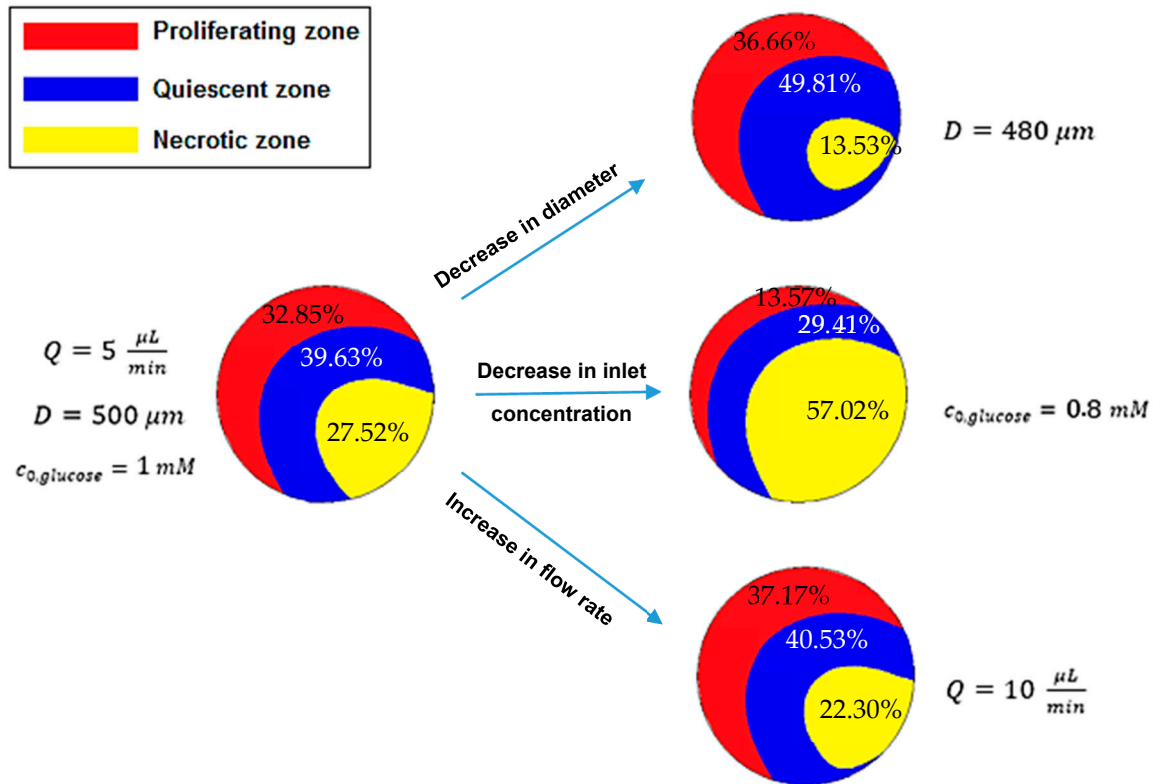 Proliferating zone
Quiescent zone
Necrotic zone
36.66%
49.81%
13.53%
D = 480 μm
Decrease in diameter
Q = 5 μL/min
D = 500 μm
c₀,glucose = 1 mM
32.85%
39.63%
27.52%
Decrease in inlet
concentration
13.57%
29.41%
57.02%
c₀,glucose = 0.8 mM
Increase in flow rate
37.17%
40.53%
22.30%
Q = 10 μL/min